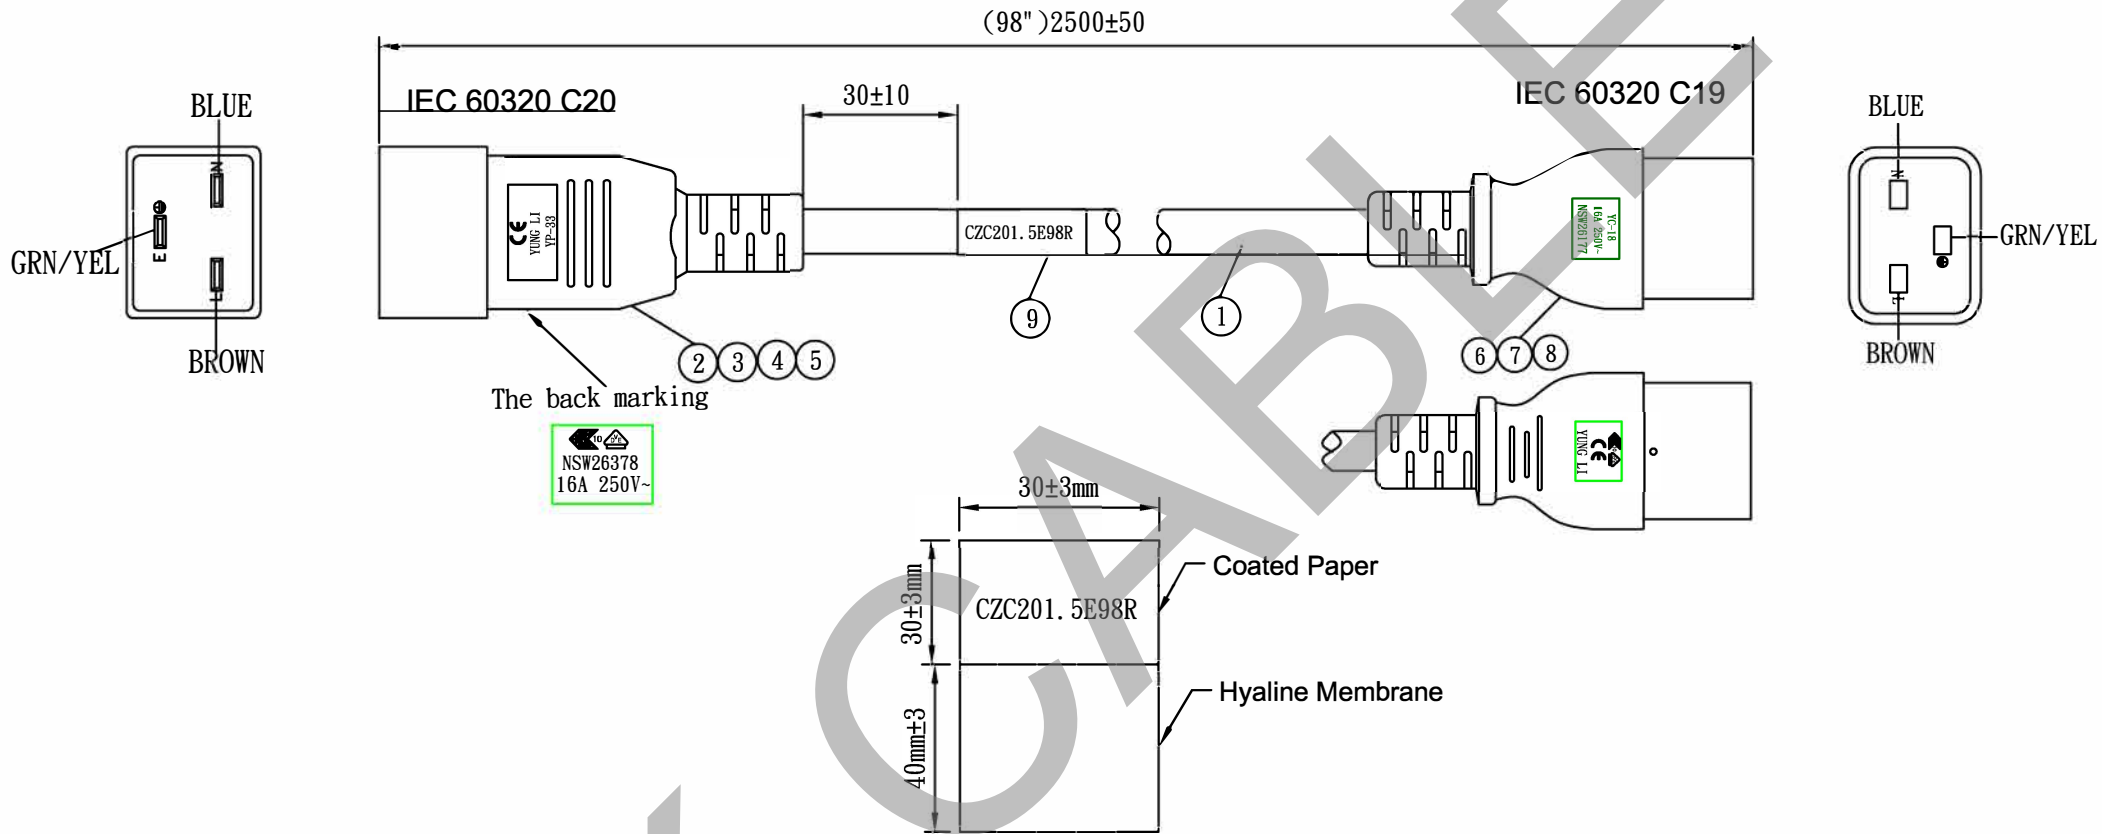 (98")2500±50
IEC 60320 C20
30±10
IEC 60320 C19
BLUE
N
GRN/YEL
E
L
BROWN
CE
YUNG LI
YP-33
CZC201.5E98R
YC-18
16A 250V~
NSW26177
BLUE
N
GRN/YEL
L
BROWN
9
1
2 3 4 5
6 7 8
The back marking
10
NSW26378
16A 250V~
CE
YUNG LI
30±3mm
30±3mm
CZC201.5E98R
Coated Paper
40mm±3
Hyaline Membrane
CABLE